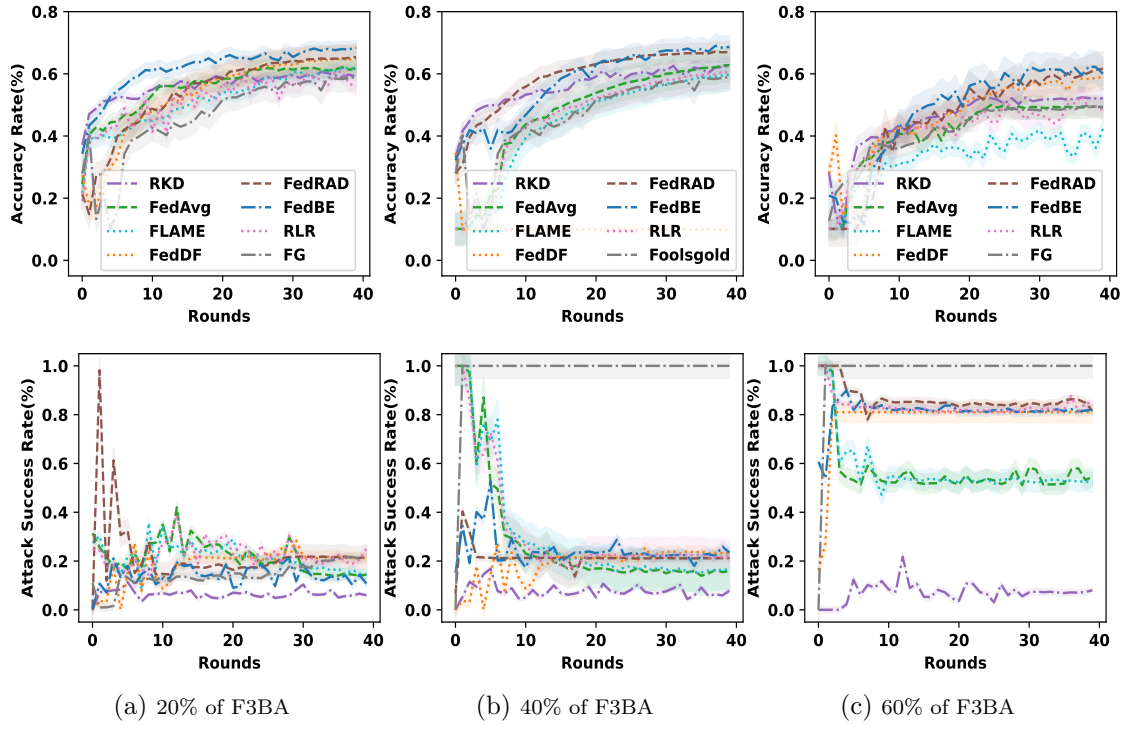 0.8
0.6
0.4
0.2
0.0
Accuracy Rate(%)
RKD
FedAvg
FLAME
FedDF
FedRAD
FedBE
RLR
FG
0 10 20 30 40
Rounds
0.8
0.6
0.4
0.2
0.0
Accuracy Rate(%)
RKD
FedAvg
FLAME
FedDF
FedRAD
FedBE
RLR
Foolsgold
0 10 20 30 40
Rounds
0.8
0.6
0.4
0.2
0.0
Accuracy Rate(%)
RKD
FedAvg
FLAME
FedDF
FedRAD
FedBE
RLR
FG
0 10 20 30 40
Rounds
1.0
0.8
0.6
0.4
0.2
0.0
Attack Success Rate(%)
0 10 20 30 40
Rounds
1.0
0.8
0.6
0.4
0.2
0.0
Attack Success Rate(%)
0 10 20 30 40
Rounds
1.0
0.8
0.6
0.4
0.2
0.0
Attack Success Rate(%)
0 10 20 30 40
Rounds
(a) 20% of F3BA
(b) 40% of F3BA
(c) 60% of F3BA